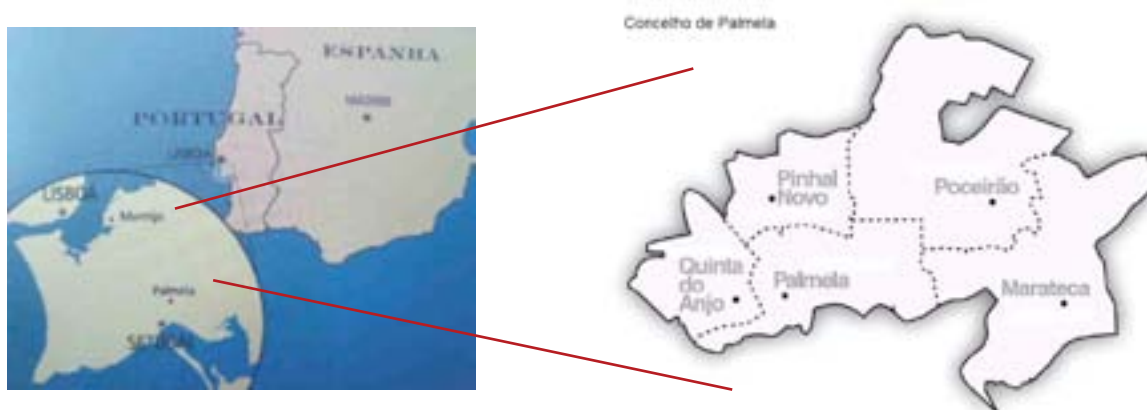 Concelho de Palmela
ESPANHA
MADRID
PORTUGAL
LISBOA
LISBOA
Montijo
Palmela
SETÚBAL
Pinhal
Novo
Poceirão
Quinta
do
Anjo
Palmela
Marateca